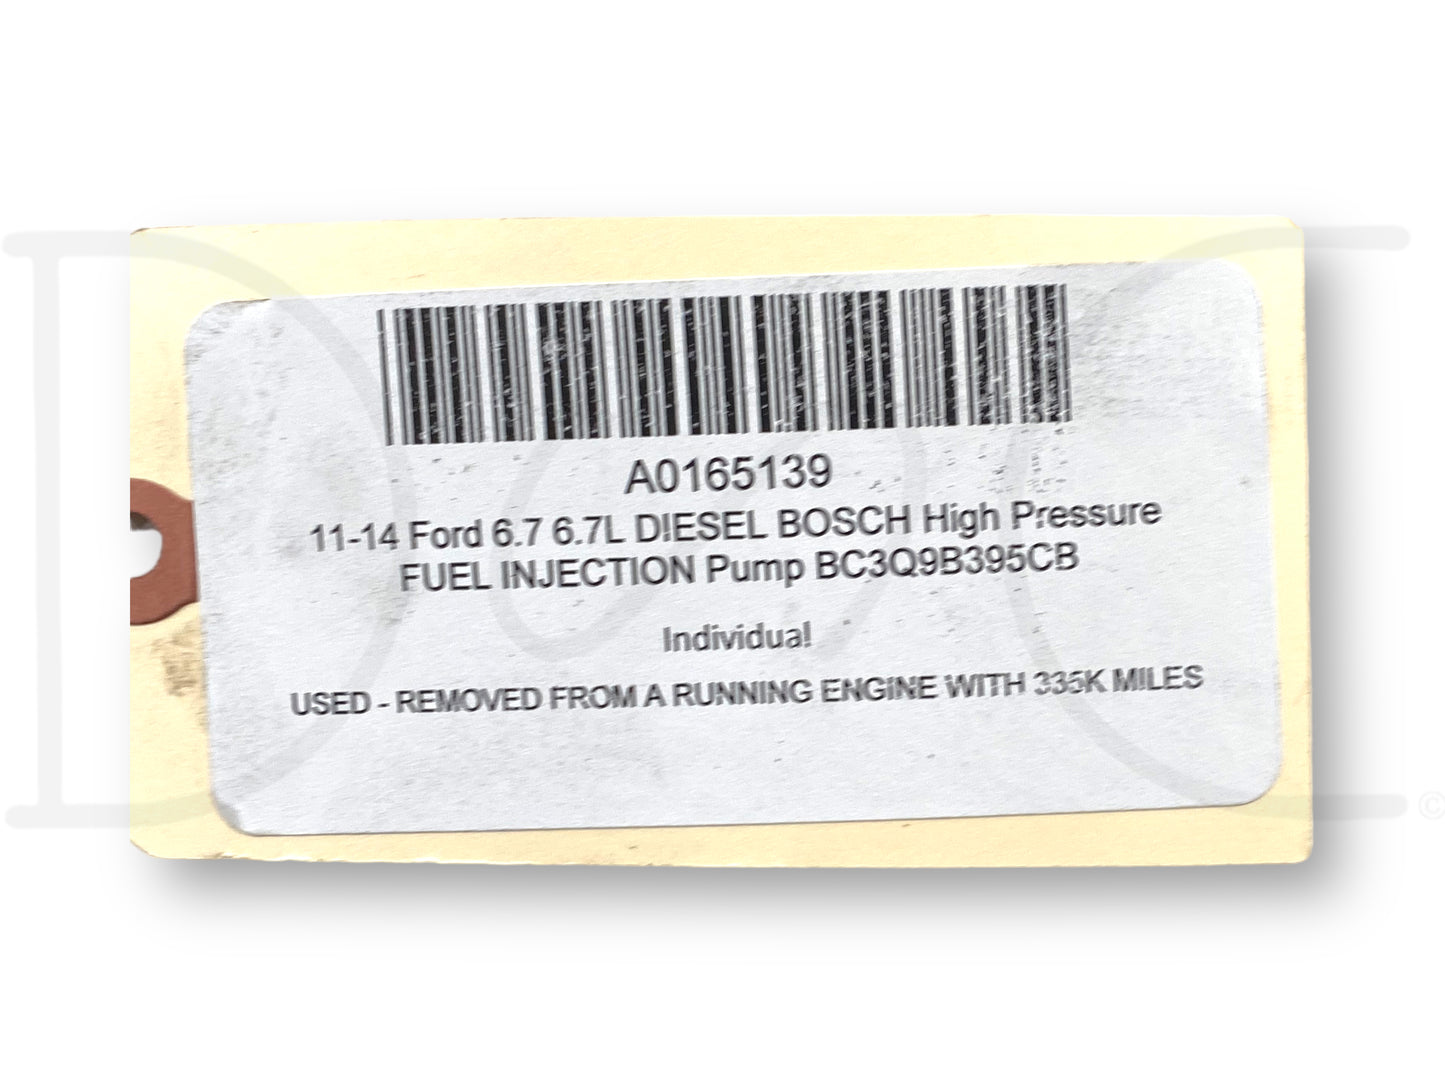 A0165139
11-14 Ford 6.7 6.7L DIESEL BOSCH High Pressure
FUEL INJECTION Pump BC3Q9B395CB
Individual
USED - REMOVED FROM A RUNNING ENGINE WITH 335K MILES
©